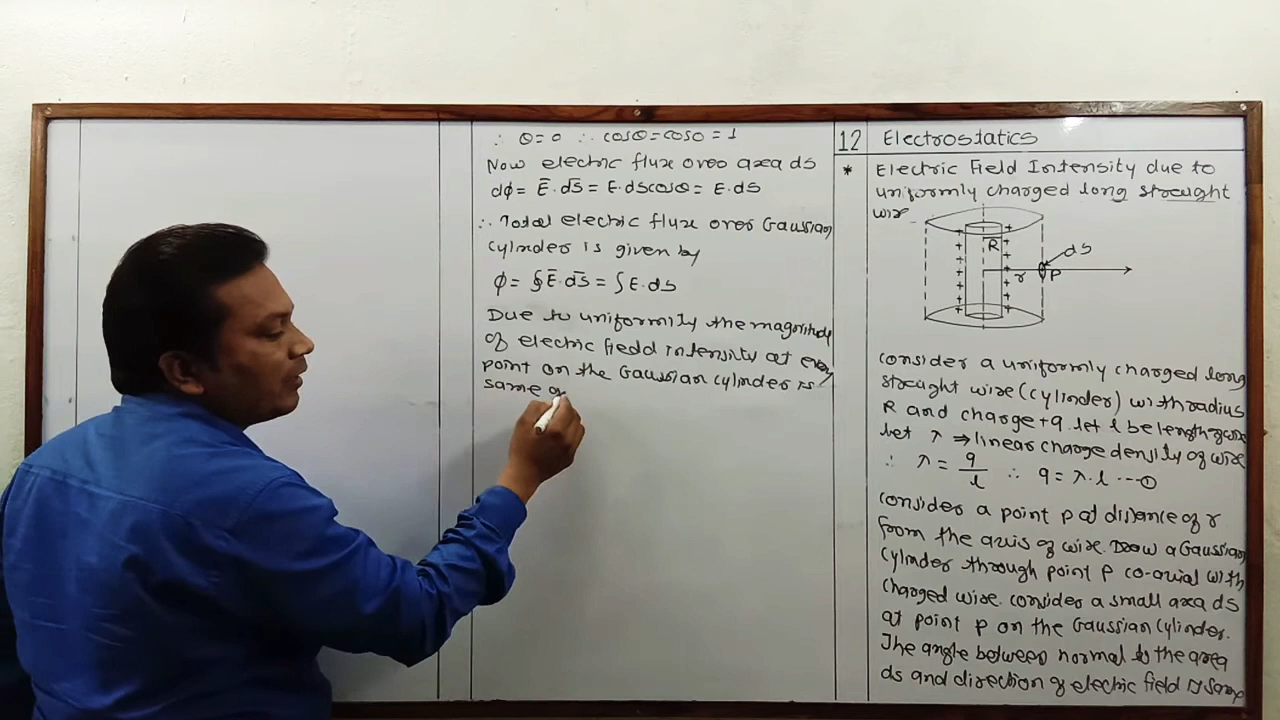 12 Electrostatics
* Electric Field Intensity due to
uniformly charged long streught
wire
R
ds
r
P
Consider a uniformly charged long
streught wire (cylinder) with radius
R and charge +q. let l be length of wire
let λ ⇒ linear charge density of wire
∴ λ = q/l ∴ q = λ.l ---①
Consider a point p at distance of r
from the axis of wire. Draw a Gaussian
cylinder through point p co-axial with
charged wire. consider a small area ds
at point p on the Gaussian cylinder.
The angle between normal to the area
ds and direction of electric field is same
∴ θ = 0 ∴ cosθ = cos0 = 1
Now electric flux over area ds
dφ = E̅.ds̅ = E.dscosθ = E.ds
∴ Total electric flux over Gaussian
cylinder is given by
φ = ∮E̅.ds̅ = ∫E.ds
Due to uniformity the magnitude
of electric field intensity at every
point on the Gaussian cylinder is
same